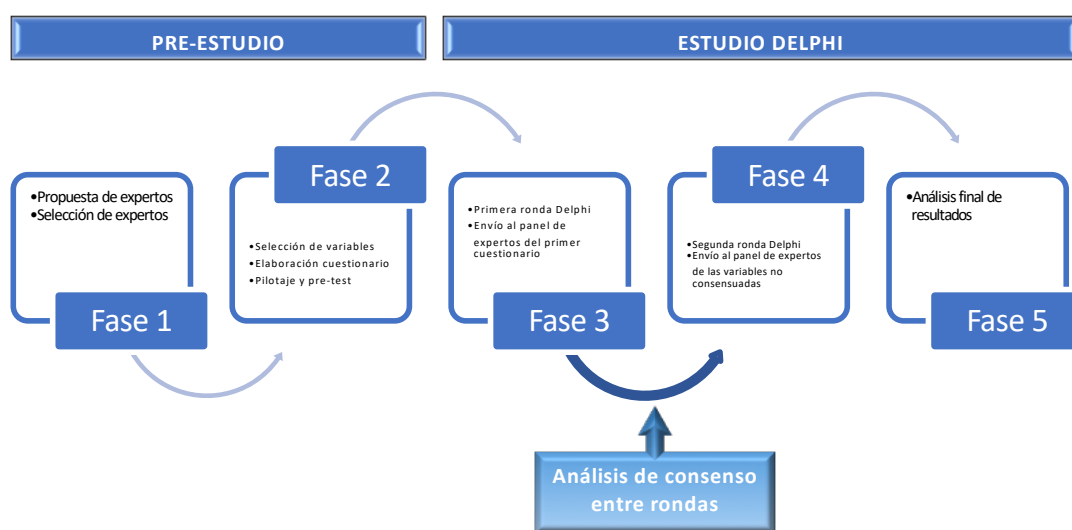 PRE-ESTUDIO
ESTUDIO DELPHI
•Propuesta de expertos
•Selección de expertos
Fase 1
Fase 2
•Selección de variables
•Elaboración cuestionario
•Pilotaje y pre-test
•Primera ronda Delphi
•Envío al panel de
expertos del primer
cuestionario
Fase 3
Fase 4
•Segunda ronda Delphi
•Envío al panel de expertos
de las variables no
consensuadas
•Análisis final de
resultados
Fase 5
Análisis de consenso
entre rondas